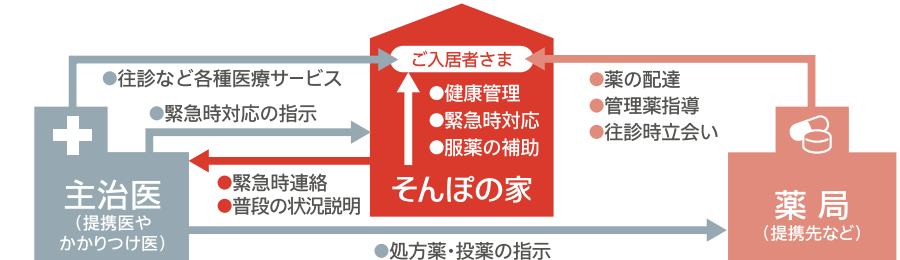 ご入居者さま
●往診など各種医療サービス
●緊急時対応の指示
●健康管理
●緊急時対応
●服薬の補助
●薬の配達
●管理薬指導
●往診時立会い
そんぽの家
●緊急時連絡
●普段の状況説明
主治医
(提携医や
かかりつけ医)
薬局
(提携先など)
●処方薬・投薬の指示